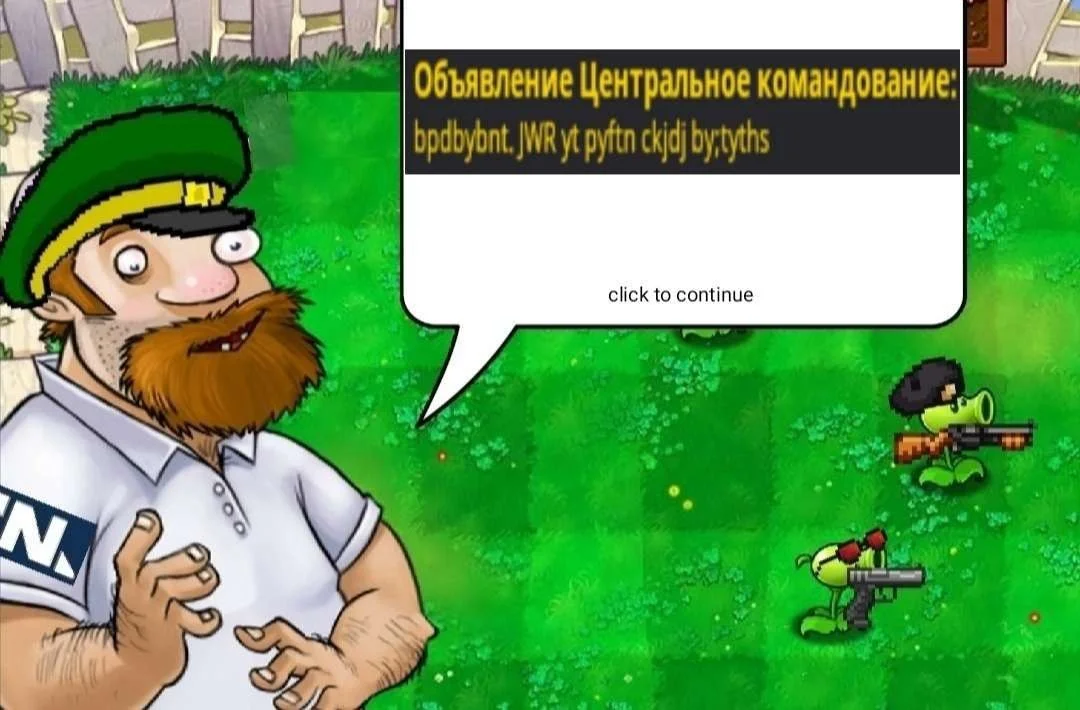 Объявление Центральное командование:
bpdbybnt. JWR yt pyftn ckjdj by;tyths
click to continue
N